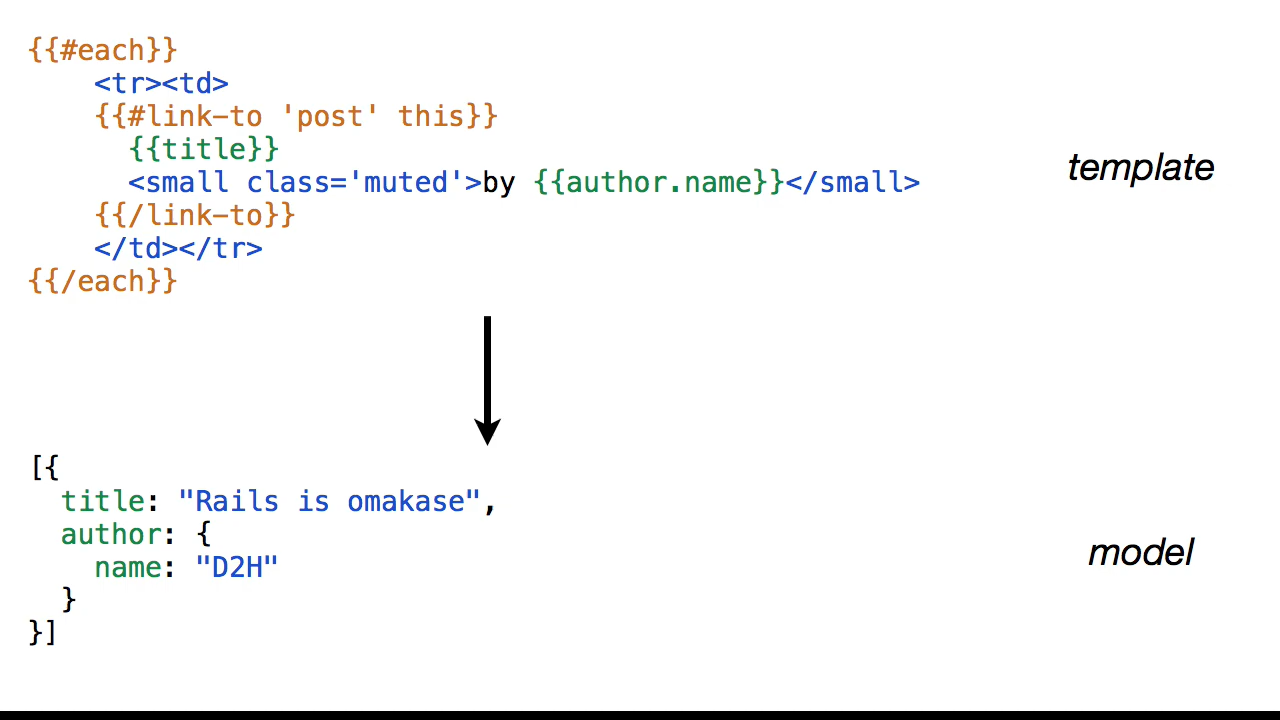 {{#each}}
    <tr><td>
    {{#link-to 'post' this}}
      {{title}}
      <small class='muted'>by {{author.name}}</small>
    {{/link-to}}
    </td></tr>
{{/each}}
template
[{
  title: "Rails is omakase",
  author: {
    name: "D2H"
  }
}]
model